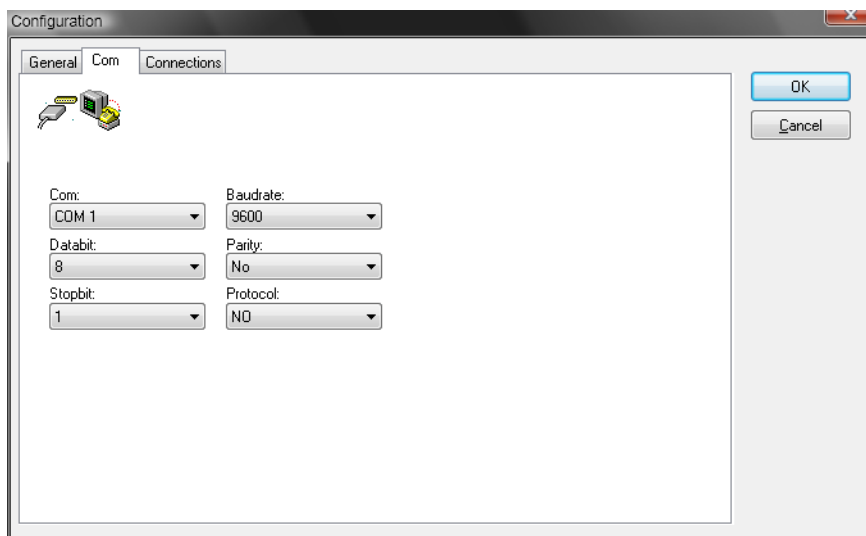 Configuration
General Com Connections
OK
Cancel
Com: Baudrate:
COM 1 9600
Databit: Parity:
8 No
Stopbit: Protocol:
1 NO